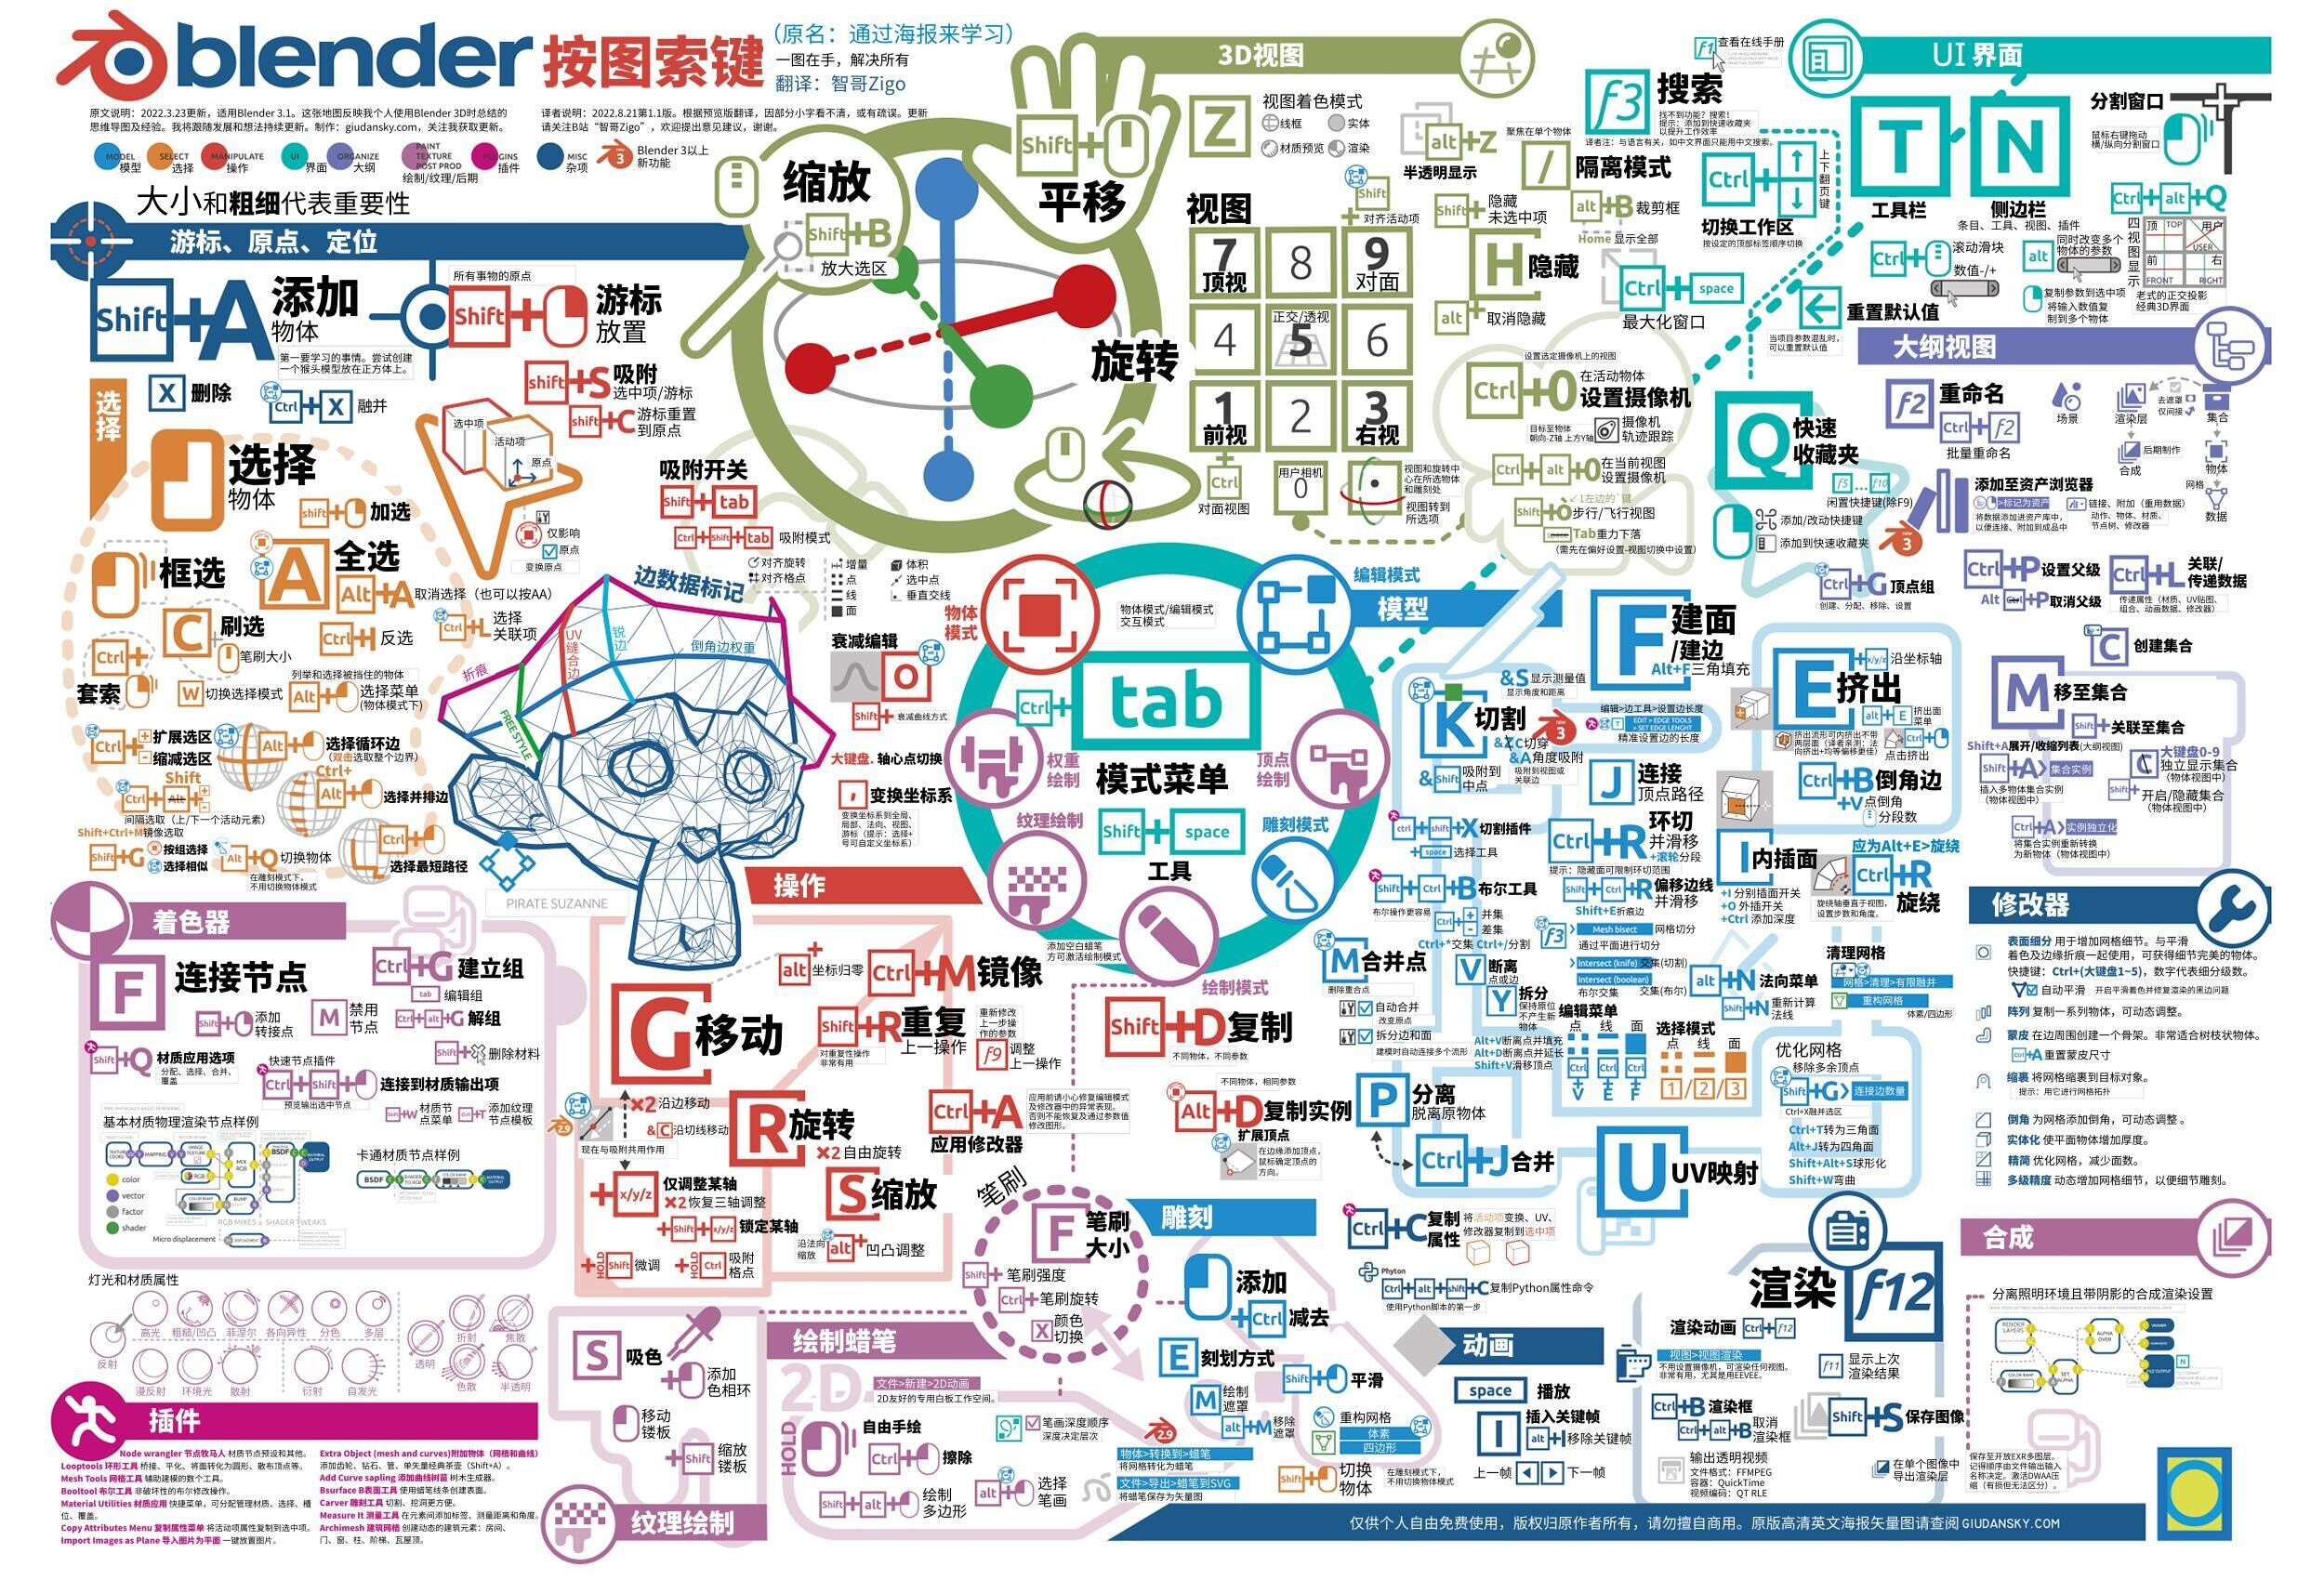 blender 按图索键
（原名：通过海报来学习）
一图在手，解决所有
翻译：智哥Zigo
原文说明：2022.3.23更新，适用Blender 3.1。这张地图反映我个人使用Blender 3D时总结的
思维导图及经验。我将跟随发展和想法持续更新。制作：giudansky.com，关注我获取更新。
译者说明：2022.8.21第1.1版。根据预览版翻译，因部分小字看不清，或有疏误。更新
请关注B站“智哥Zigo”，欢迎提出意见建议，谢谢。
MODEL 模型
SELECT 选择
MANIPULATE 操作
UI 界面
ORGANIZE 大纲
PAINT TEXTURE POST PROD 绘制/纹理/后期
PLUGINS 插件
MISC 杂项
Blender 3以上
新功能
大小和粗细代表重要性
游标、原点、定位
Shift+A 添加
物体
第一要学习的事情。尝试创建
一个猴头模型放在正方体上。
所有事物的原点
Shift+ 游标
放置
X 删除
Ctrl+X 融并
shift+S 吸附
选中项/游标
shift+C 游标重置
到原点
选中项
活动项
原点
仅影响
原点
变换原点
吸附开关
Shift+tab
Ctrl+Shift+tab 吸附模式
对齐旋转
对齐格点
增量
点
线
面
体积
选中点
垂直交线
选择
选择
物体
shift+ 加选
框选
A 全选
Alt+A 取消选择（也可以按AA）
C 刷选
笔刷大小
Ctrl+I 反选
Ctrl+L 选择
关联项
Ctrl+
套索
W 切换选择模式
列举和选择被挡住的物体
Alt+ 选择菜单
(物体模式下)
Ctrl+ 扩展选区
缩减选区
Alt+ 选择循环边
(双击选取整个边界)
Shift
Ctrl+Alt+
间隔选取（上/下一个活动元素）
Ctrl+
Alt+ 选择并排边
Shift+Ctrl+M镜像选取
Shift+G 按组选择
选择相似
Alt+Q 切换物体
在雕刻模式下，
不用切换物体模式
Ctrl+
选择最短路径
边数据标记
折痕
UV缝合边
锐边
倒角边权重
FREESTYLE
PIRATE SUZANNE
缩放
Shift+B
放大选区
Shift+
平移
旋转
3D视图
Z 视图着色模式
线框 实体
材质预览 渲染
alt+Z
半透明显示
聚焦在单个物体
/ 隔离模式
视图
7 顶视
8
9 对面
4
正交/透视
5
6
1 前视
2
3 右视
Ctrl
对面视图
用户相机
0
视图和旋转中
心在所选物体
和雕刻处
视图转到
所选项
Shift
+ 对齐活动项
Shift+ 隐藏
未选中项
H 隐藏
alt+ 取消隐藏
alt+B 裁剪框
Home 显示全部
Ctrl+space
最大化窗口
设置选定摄像机上的视图
Ctrl+0 在活动物体
设置摄像机
目标至物体
朝向-Z轴 上方Y轴
摄像机
轨迹跟踪
Ctrl+alt+0 在当前视图
设置摄像机
1左边的`键
Shift+ 步行/飞行视图
space Tab重力下落
(需先在偏好设置-视图切换中设置)
UI 界面
f1 查看在线手册
f3 搜索
找不到功能？搜索！
提示：添加到快速收藏夹
以提升工作效率
译者注：与语言有关，如中文界面只能用中文搜索。
Ctrl+
上下翻页键
切换工作区
按设定的顶部标签顺序切换
T
工具栏
N
侧边栏
条目、工具、视图、插件
分割窗口
鼠标右键拖动
横/纵向分割窗口
Ctrl+alt+Q
四视图显示
顶 TOP 用户 USER
前 FRONT 右 RIGHT
老式的正交投影
经典3D界面
Ctrl+ 滚动滑块
数值-/+
alt 同时改变多个
物体的参数
复制参数到选中项
将输入数值复
制到多个物体
重置默认值
当项目参数混乱时，
可以重置默认值
Q 快速
收藏夹
f5...f10
闲置快捷键(除F9)
添加/改动快捷键
添加到快速收藏夹
大纲视图
f2 重命名
Ctrl+f2
批量重命名
场景
渲染层
合成
后期制作
去遮罩
仅间接
集合
物体
网格
数据
添加至资产浏览器
>标记为资产
将数据添加进资产库中，
以便连接、附加到成品中
链接、附加（重用数据）
动作、物体、材质、
节点树、修改器
Ctrl+G 顶点组
创建、分配、移除、设置
Ctrl+P 设置父级
Alt Ctrl+P取消父级
Ctrl+L 关联/
传递数据
传递属性（材质、UV贴图、
组合、动画数据、修改器）
C 创建集合
M 移至集合
Shift+ 关联至集合
Shift+A展开/收缩列表(大纲视图)
Shift+A> 集合实例
插入多物体集合实例
（物体视图中）
大键盘0-9
独立显示集合
（物体视图中）
Shift+ 开启/隐藏集合
（物体视图中）
Ctrl+A> 实例独立化
将集合实例重新转换
为新物体（物体视图中）
物体
模式
物体模式/编辑模式
交互模式
编辑模式
Ctrl+ tab
模式菜单
Shift+space
工具
权重
绘制
顶点
绘制
纹理绘制
雕刻模式
绘制模式
添加空白蜡笔
方可激活绘制模式
衰减编辑
O
Shift+ 衰减曲线方式
大键盘. 轴心点切换
, 变换坐标系
变换坐标系到全局、
局部、法向、视图、
游标（提示：选择+
号可自定义坐标系）
模型
F 建面
/建边
Alt+F三角填充
&S显示测量值
显示角度和距离
K 切割
&Z C切穿
&A 角度吸附
吸附到视图或
关联边
&Shift 吸附到
中点
编辑>边工具>设置边长度
EDIT > EDGE TOOLS
> SET EDGE LENGHT
精准设置边的长度
J 连接
顶点路径
E 挤出
+x/y/z 沿坐标轴
alt+E 挤出面
菜单
挤出流形可内挤出不带
两层面（译者亲测：法
向挤出+均等偏移更佳）
Ctrl+
点击挤出
Ctrl+B 倒角边
+V点倒角
分段数
ctrl+shift+X 切割插件
+space 选择工具
Ctrl+R 环切
并滑移
+滚轮分段
提示：隐藏面可限制环切范围
I 内插面
+I 分别插面开关
+O 外插开关
+Ctrl 添加深度
应为Alt+E>旋绕
Ctrl+R
旋绕
旋绕轴垂直于视图，
设置步数和角度。
Shift+Ctrl+B 布尔工具
布尔操作更容易
Ctrl+ 并集
差集
Ctrl+*交集 Ctrl+/分割
Shift+Ctrl+R 偏移边线
并滑移
Shift+E折痕边
f3> Mesh bisect 网格切分
通过平面进行切分
> Intersect (knife) 交集(切割)
Intersect (boolean)
布尔交集 交集(布尔)
M 合并点
删除重合点
V 断离
点或边
Y 拆分
保持原位
不产生新
物体
自动合并
改变原点
拆分边和面
建模时自动连接多个流形
编辑菜单
点 线 面
Ctrl Ctrl Ctrl
V E F
Alt+V断离点并填充
Alt+D断离点并延长
Shift+V滑移顶点
选择模式
点 线 面
1/2/3
清理网格
网格>清理>有限融并
重构网格
体素/四边形
alt+N 法向菜单
Shift+N 重新计算
法线
优化网格
移除多余顶点
Shift+G> 连接边数量
Ctrl+X融并选区
Ctrl+T转为三角面
Alt+J转为四角面
Shift+Alt+S球形化
Shift+W弯曲
P 分离
脱离原物体
Ctrl+J 合并
U UV映射
Ctrl+C 复制
属性
将活动项变换、UV、
修改器复制到选中项
Phyton
Ctrl+alt+shift+C复制Python属性命令
使用Python脚本的第一步
修改器
表面细分 用于增加网格细节。与平滑
着色及边缘折痕一起使用，可获得细节完善的物体。
快捷键：Ctrl+(大键盘1~5)，数字代表细分级数。
自动平滑 开启平滑着色并修复渲染的黑边问题
阵列 复制一系列物体，可动态调整。
蒙皮 在边周围创建一个骨架。非常适合树枝状物体。
Ctrl+A 重置蒙皮尺寸
缩裹 将网格缩裹到目标对象。
提示：用它进行网格拓扑
倒角 为网格添加倒角，可动态调整。
实体化 使平面物体增加厚度。
精简 优化网格，减少面数。
多级精度 动态增加网格细节，以便细节雕刻。
操作
alt+ 坐标归零
Ctrl+M 镜像
G 移动
Shift+R 重复
上一操作
对重复性操作
非常有用
重新修改
上一步操
作的参数
f9 调整
上一操作
Shift+D 复制
不同物体，不同参数
×2 沿边移动
&C 沿切线移动
现在与吸附共用作用
R 旋转
×2 自由旋转
Ctrl+A
应用修改器
应用前请小心修复编辑模式
及修改器中的异常表现。
否则不能恢复及通过参数值
修改图形。
不同物体，相同参数
Alt+D 复制实例
扩展顶点
在边缘添加顶点，
鼠标确定顶点的
方向。
+x/y/z 仅调整某轴
×2恢复三轴调整
+Shift+x/y/z 锁定某轴
S 缩放
沿法向
缩放
alt+ 凹凸调整
+HOLD Shift 微调
+HOLD Ctrl 吸附
格点
着色器
F 连接节点
Ctrl+G 建立组
tab 编辑组
Shift+ 添加
转接点
M 禁用
节点
Ctrl+alt+G 解组
Shift+Q 材质应用选项
分配、选择、合并、
覆盖
Shift+ 删除材料
快速节点插件
Ctrl+Shift+ 连接到材质输出项
预览输出选中节点
Shift+W 材质节
点菜单
Ctrl+T 添加纹理
节点模板
基本材质物理渲染节点样例
color
vector
factor
shader
Micro displacement
RGB MIXES
SHADER TWEAKS
卡通材质节点样例
灯光和材质属性
反射 高光 粗糙/凹凸 菲涅尔 各向异性 分色 多层
漫反射 环境光 散射 衍射 自发光
透明 折射 焦散 色散 半透明
插件
Node wrangler 节点牧马人 材质节点预设和其他。
Looptools 环形工具 桥接、平化、将面转化为圆形、散布顶点等。
Mesh Tools 网格工具 辅助建模的数个工具。
Booltool 布尔工具 非破坏性的布尔修改操作。
Material Utilities 材质应用 快捷菜单，可分配管理材质、选择、槽
位、覆盖。
Copy Attributes Menu 复制属性菜单 将活动项属性复制到选中项。
Import Images as Plane 导入图片为平面 一键放置图片。
Extra Object (mesh and curves)附加物体（网格和曲线）
添加齿轮、钻石、管、单矢量经典茶壶（Shift+A）。
Add Curve sapling 添加曲线树苗 树木生成器。
Bsurface B表面工具 使用蜡笔线条创建表面。
Carver 雕刻工具 切割、挖洞更方便。
Measure It 测量工具 在元素间添加标签、测量距离和角度。
Archimesh 建筑网格 创建动态的建筑元素：房间、
门、窗、柱、阶梯、瓦屋顶。
S 吸色
+ 添加
色相环
移动
镂板
+Shift 缩放
镂板
纹理绘制
笔刷
F 笔刷
大小
Shift+ 笔刷强度
Ctrl+ 笔刷旋转
X 颜色
切换
绘制蜡笔
2D
文件>新建>2D动画
2D友好的专用白板工作空间。
HOLD
自由手绘
Ctrl+ 擦除
Shift+alt+ 绘制
多边形
笔画深度顺序
深度决定层次
alt+ 选择
笔画
物体>转换到>蜡笔
将网格转化为蜡笔
文件>导出>蜡笔到SVG
将蜡笔保存为矢量图
雕刻
添加
+Ctrl 减去
E 刻划方式
Shift+ 平滑
M 绘制
遮罩
alt+M 移除
遮罩
重构网格
体素
四边形
Shift+ 切换
物体
在雕刻模式下，
不用切换物体模式
动画
space 播放
I 插入关键帧
alt+I移除关键帧
上一帧 下一帧
渲染 f12
渲染动画 Ctrl+f12
视图>视图渲染
不用设置摄像机，可渲染任何视图。
非常有用，尤其是用EEVEE。
f11 显示上次
渲染结果
Ctrl+B 渲染框
Ctrl+alt+B 取消
渲染框
Shift+S 保存图像
输出透明视频
文件格式：FFMPEG
容器：QuickTime
视频编码：QT RLE
在单个图像中
导出渲染层
合成
分离照明环境且带阴影的合成渲染设置
RENDER LAYERS
ALPHA OVER
SET ALPHA
保存至开放EXR多图层。
记得顺序由文件输出输入
名称决定。激活DWAA压
缩（有损但无法区分）。
仅供个人自由免费使用，版权归原作者所有，请勿擅自商用。原版高清英文海报矢量图请查阅 GIUDANSKY.COM